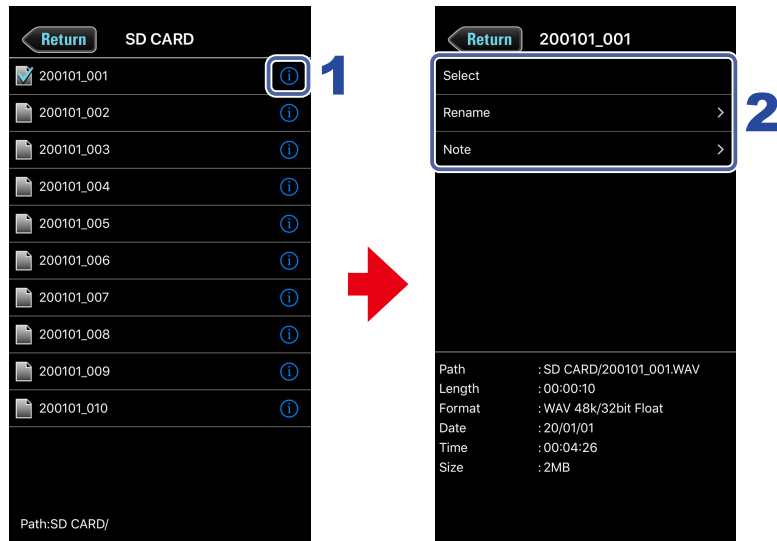 Return SD CARD
200101_001
200101_002
200101_003
200101_004
200101_005
200101_006
200101_007
200101_008
200101_009
200101_010
Path:SD CARD/
1
Return 200101_001
Select
Rename
Note
2
Path : SD CARD/200101_001.WAV
Length : 00:00:10
Format : WAV 48k/32bit Float
Date : 20/01/01
Time : 00:04:26
Size : 2MB